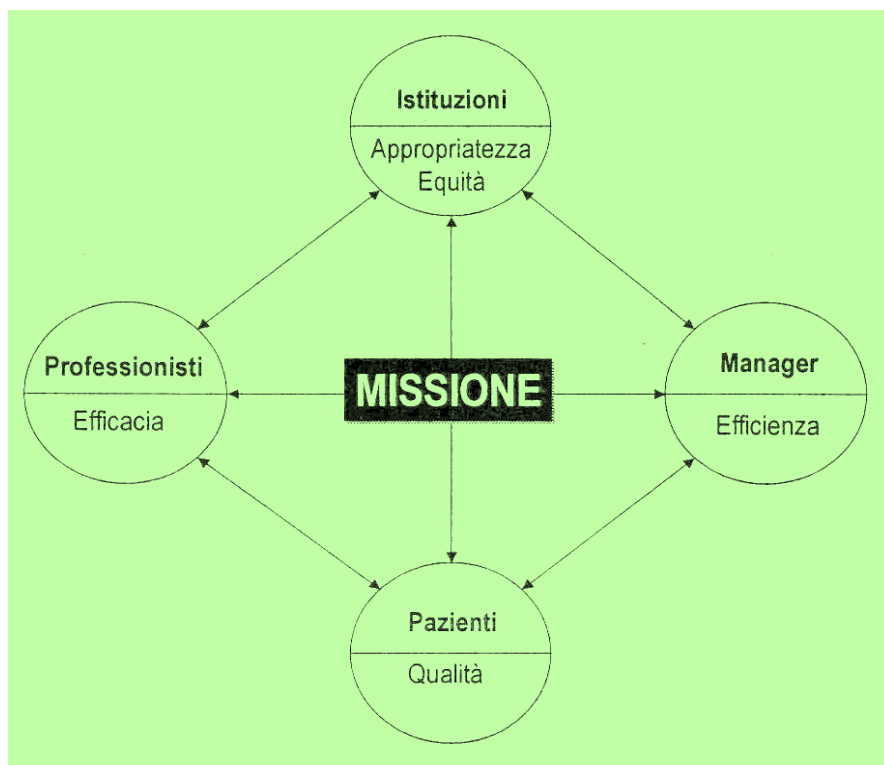 Istituzioni
Appropriatezza
Equità
Professionisti
Efficacia
MISSIONE
Manager
Efficienza
Pazienti
Qualità